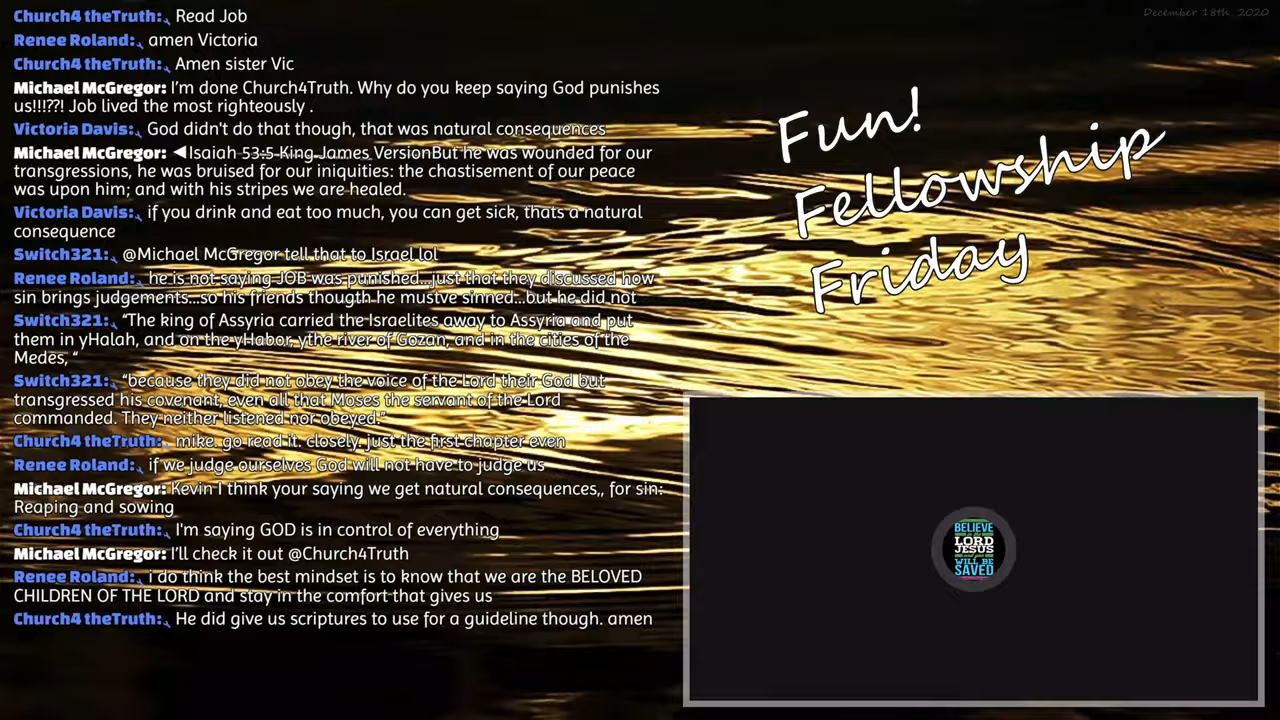 Church4 theTruth: Read Job
Renee Roland: amen Victoria
Church4 theTruth: Amen sister Vic
Michael McGregor: I'm done Church4Truth. Why do you keep saying God punishes
us!!!??! Job lived the most righteously .
Victoria Davis: God didn't do that though, that was natural consequences
Michael McGregor: ◄Isaiah 53:5 King James VersionBut he was wounded for our
transgressions, he was bruised for our iniquities: the chastisement of our peace
was upon him; and with his stripes we are healed.
Victoria Davis: if you drink and eat too much, you can get sick, thats a natural
consequence
Switch321: @Michael McGregor tell that to Israel lol
Renee Roland: he is not saying JOB was punished...just that they discussed how
sin brings judgements...so his friends thougth he mustve sinned...but he did not
Switch321: “The king of Assyria carried the Israelites away to Assyria and put
them in yHalah, and on the yHabor, ythe river of Gozan, and in the cities of the
Medes, “
Switch321: “because they did not obey the voice of the Lord their God but
transgressed his covenant, even all that Moses the servant of the Lord
commanded. They neither listened nor obeyed.”
Church4 theTruth: mike. go read it. closely. just the first chapter even
Renee Roland: if we judge ourselves God will not have to judge us
Michael McGregor: Kevin I think your saying we get natural consequences,, for sin:
Reaping and sowing
Church4 theTruth: I'm saying GOD is in control of everything
Michael McGregor: I'll check it out @Church4Truth
Renee Roland: i do think the best mindset is to know that we are the BELOVED
CHILDREN OF THE LORD and stay in the comfort that gives us
Church4 theTruth: He did give us scriptures to use for a guideline though. amen
December 18th, 2020
Fun!
Fellowship
Friday
BELIEVE
LORD
JESUS
WILL BE
SAVED